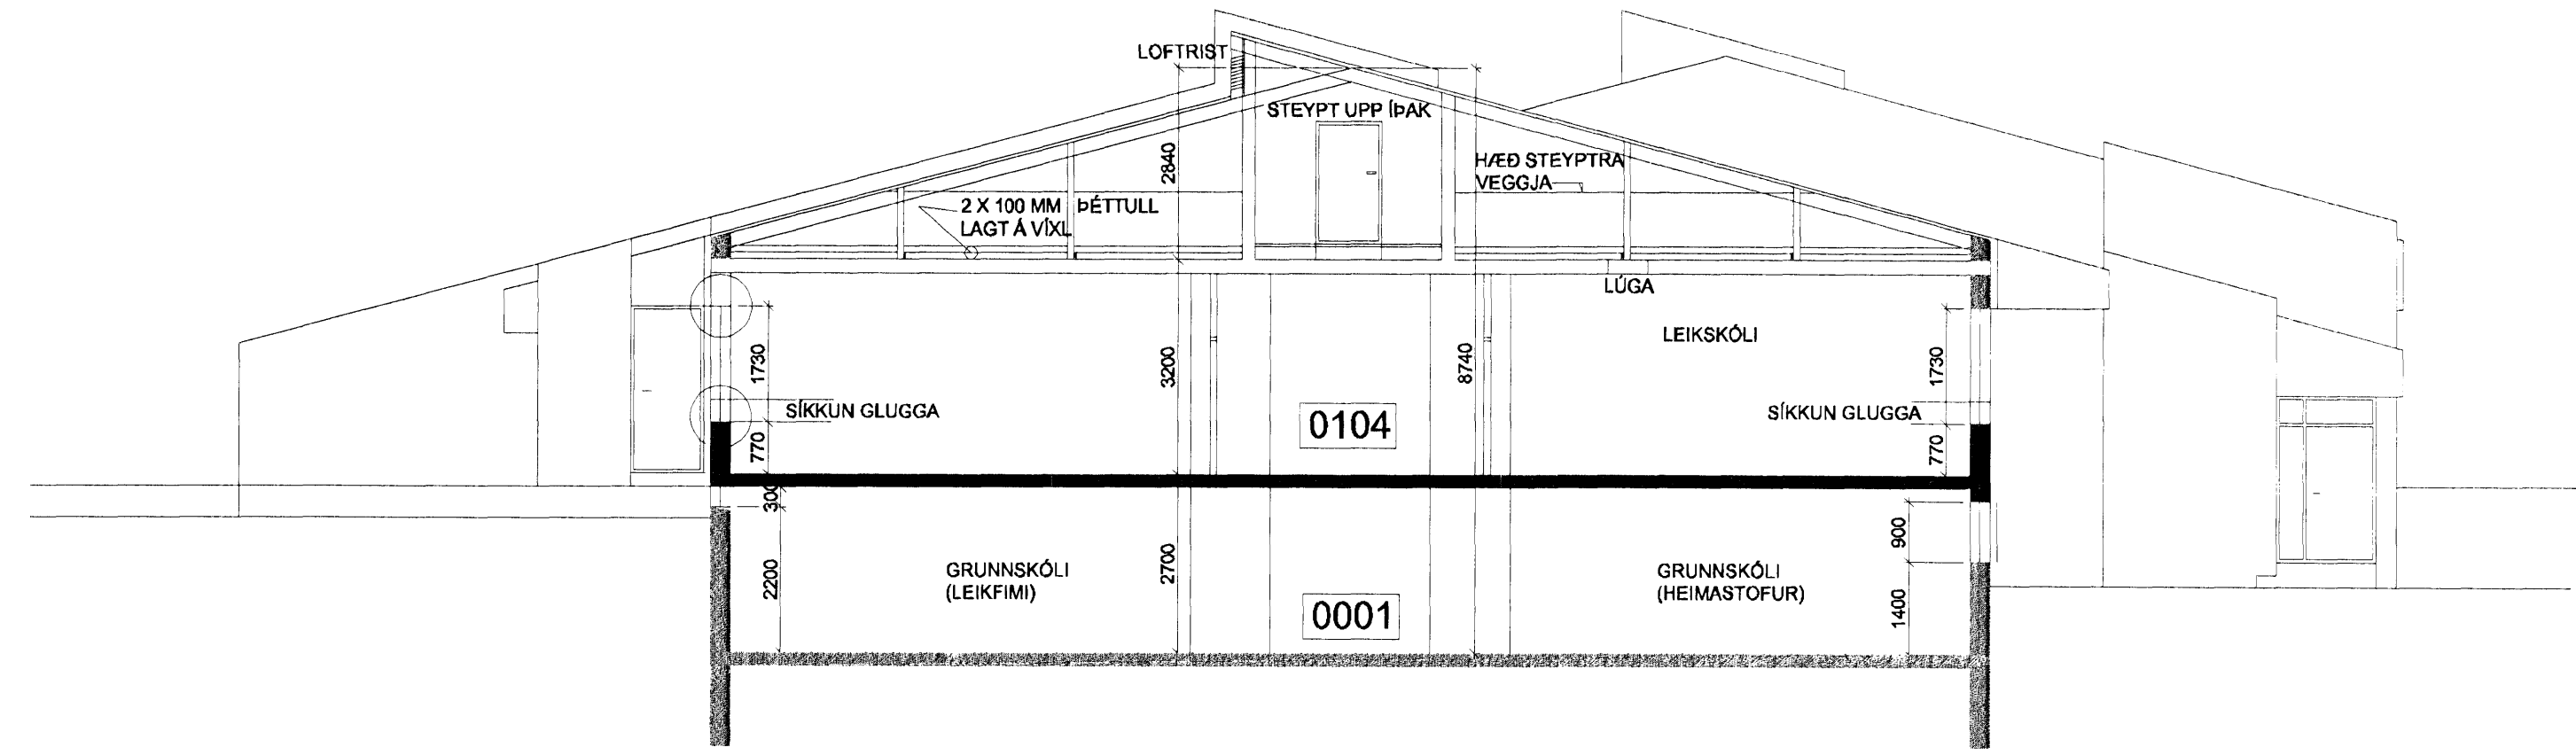 LOFTRIST
STEYPT UPP ÍÞAK
2840
HÆÐ STEYPTRA
VEGGJA
2 X 100 MM ÞÉTTULL
LAGT Á VÍXL
LÚGA
LEIKSKÓLI
1730
3200
8740
1730
SÍKKUN GLUGGA
0104
SÍKKUN GLUGGA
770
770
300
900
2200
GRUNNSKÓLI
(LEIKFIMI)
2700
GRUNNSKÓLI
(HEIMASTOFUR)
0001
1400